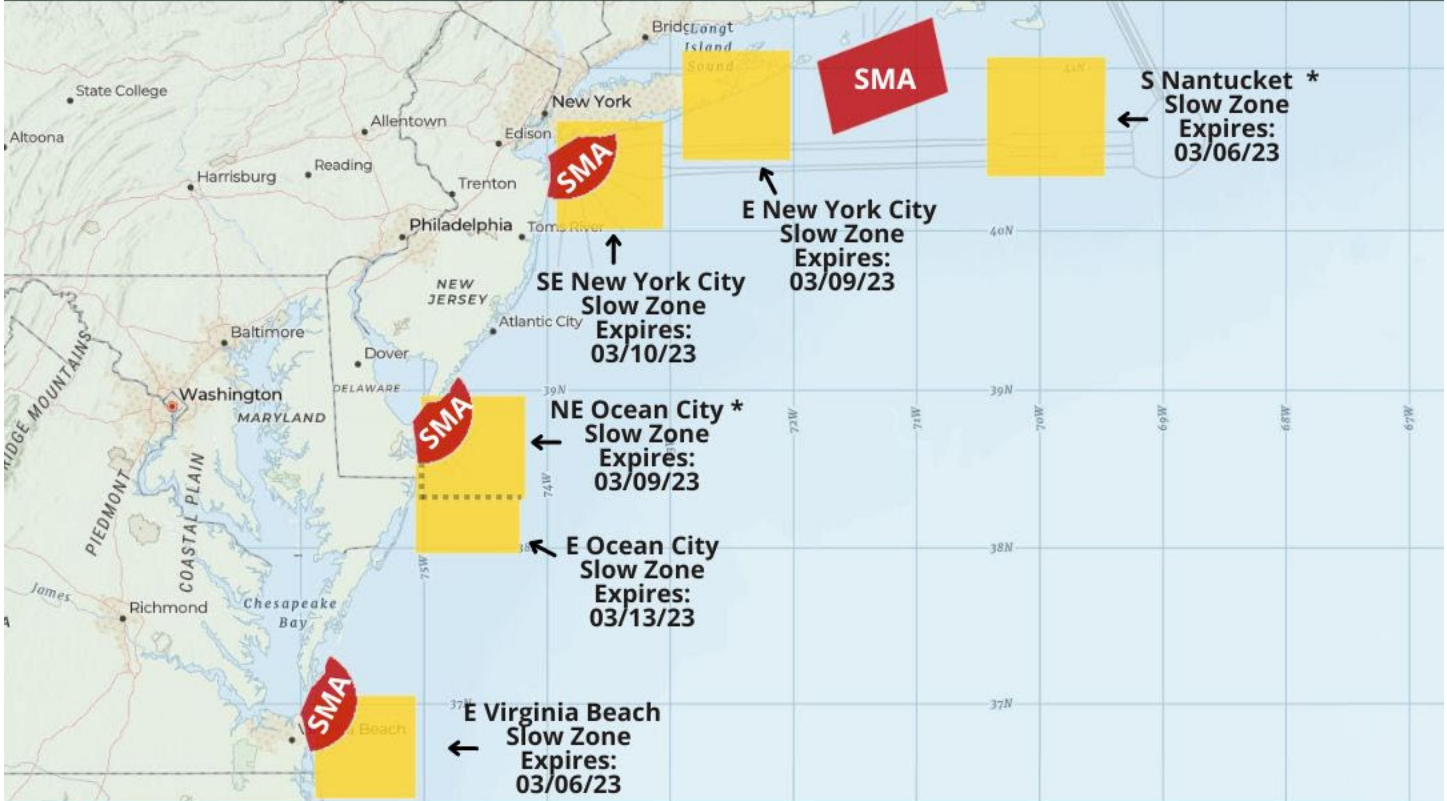 Bridgeport
Long
Island
Sound
State College
SMA
41N
S Nantucket *
Slow Zone
Expires:
03/06/23
New York
Allentown
Altoona
Edison
Reading
SMA
Harrisburg
Trenton
E New York City
Slow Zone
Expires:
03/09/23
Philadelphia
Toms River
40N
SE New York City
Slow Zone
Expires:
03/10/23
NEW
JERSEY
Atlantic City
Baltimore
Dover
DELAWARE
39N
39N
Washington
MARYLAND
SMA
NE Ocean City *
Slow Zone
Expires:
03/09/23
72W
71W
70W
69W
68W
67W
RIDGE MOUNTAINS
PIEDMONT
COASTAL PLAIN
74W
75W
E Ocean City
Slow Zone
Expires:
03/13/23
38N
James
Richmond
Chesapeake
Bay
SMA
37N
37N
Beach
E Virginia Beach
Slow Zone
Expires:
03/06/23